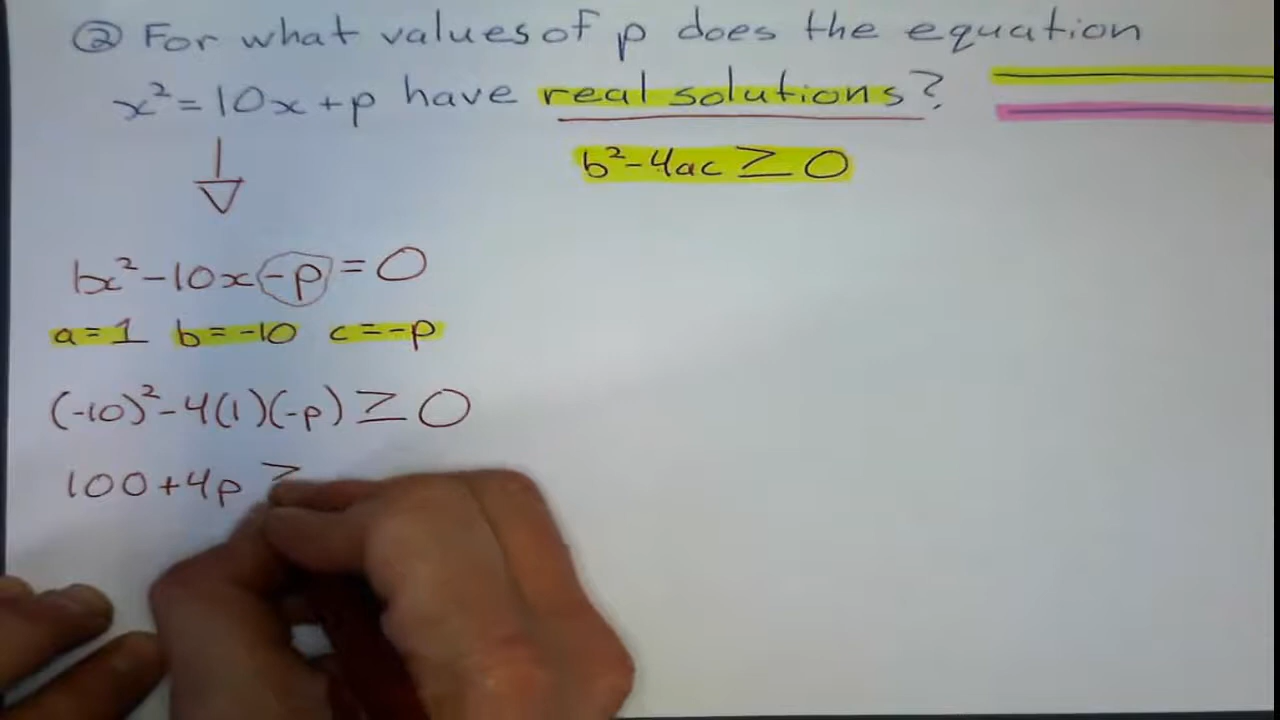 ② For what values of p does the equation
x²=10x+p have real solutions?
b²-4ac ≥ 0
1x²-10x-p=0
a=1 b=-10 c=-p
(-10)²-4(1)(-p) ≥ 0
100+4p ≥